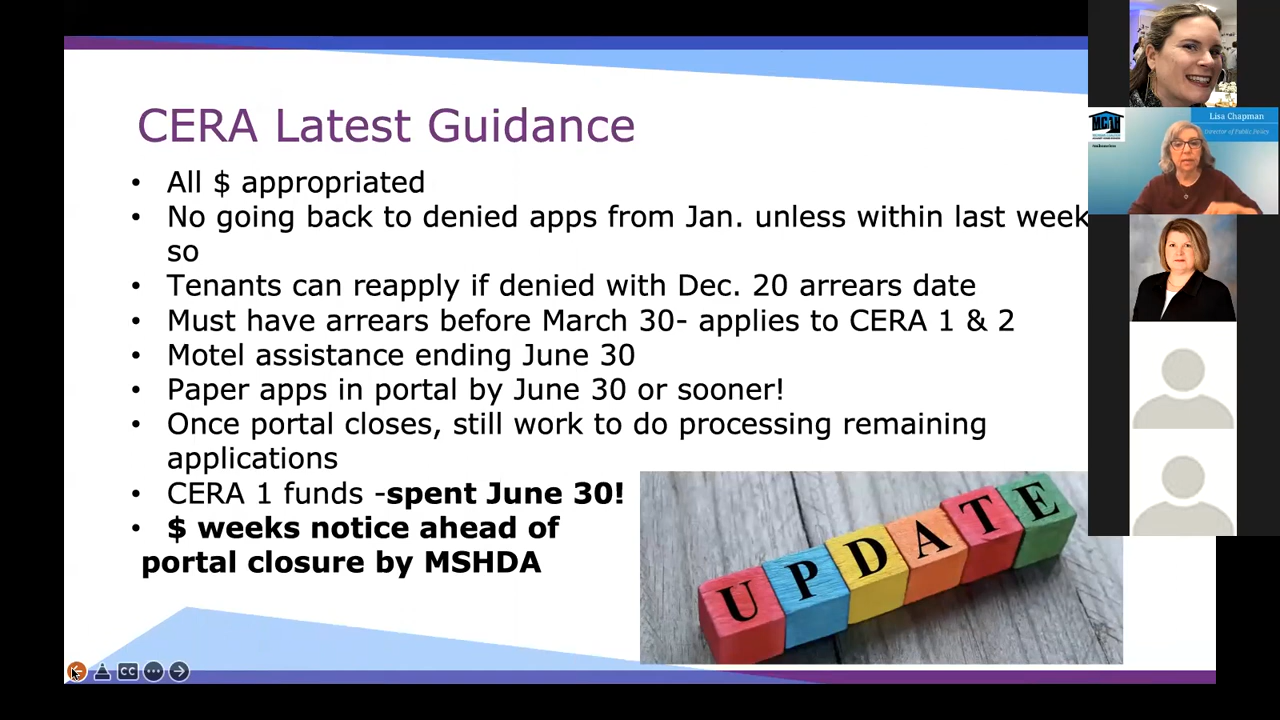 CERA Latest Guidance
• All $ appropriated
• No going back to denied apps from Jan. unless within last week
so
• Tenants can reapply if denied with Dec. 20 arrears date
• Must have arrears before March 30- applies to CERA 1 & 2
• Motel assistance ending June 30
• Paper apps in portal by June 30 or sooner!
• Once portal closes, still work to do processing remaining
applications
• CERA 1 funds -spent June 30!
• $ weeks notice ahead of
portal closure by MSHDA
UPDATE
CC
MCAH
Lisa Chapman
Director of Public Policy